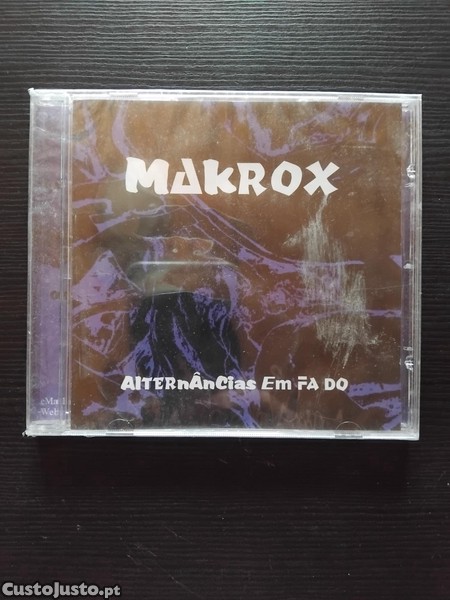 MAKROX
AlTERnÂnCias Em FA DO
CustoJusto.pt